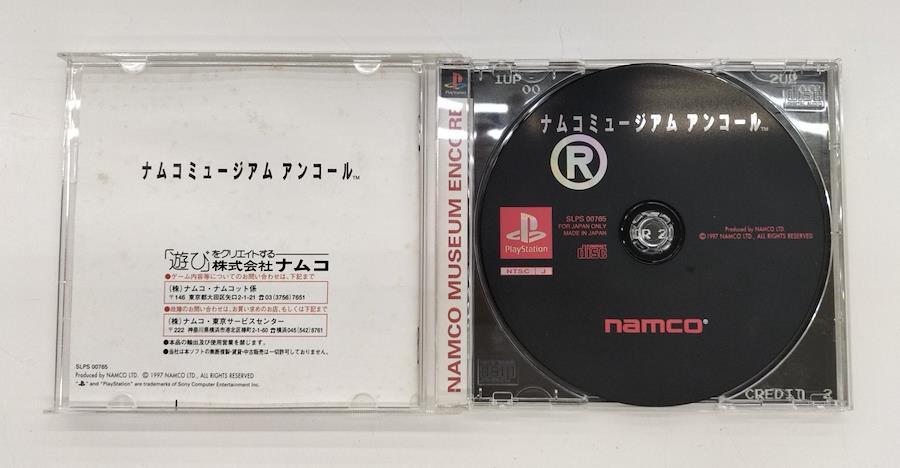 ナムコミュージアム アンコール™
「遊び」をクリエイトする
株式会社ナムコ
●ゲーム内容等についてのお問い合わせは、下記まで
(株)ナムコ・ナムコット係
〒146 東京都大田区矢口2-1-21 ☎03(3756)7651
●故障のお問い合わせは、お買い求めのお店、もしくは下記まで
(株)ナムコ・東京サービスセンター
〒222 神奈川県横浜市港北区樽町2-1-60 ☎横浜045(542)8761
●本品の輸出及び使用営業を禁じます。
●当社は本ソフトの無断複製・賃貸・中古販売は一切許可しておりません。
SLPS 00765
Produced by NAMCO LTD. © 1997 NAMCO LTD., ALL RIGHTS RESERVED
" " and "PlayStation" are trademarks of Sony Computer Entertainment Inc.
PlayStation
NAMCO MUSEUM ENCORE
1UP
00
2UP
ナムコミュージアム アンコール™
®
PlayStation
NTSC J
SLPS 00765
FOR JAPAN ONLY
MADE IN JAPAN
disc
R 2
Produced by NAMCO LTD.
© 1997 NAMCO LTD., ALL RIGHTS RESERVED
namco®
CREDIT